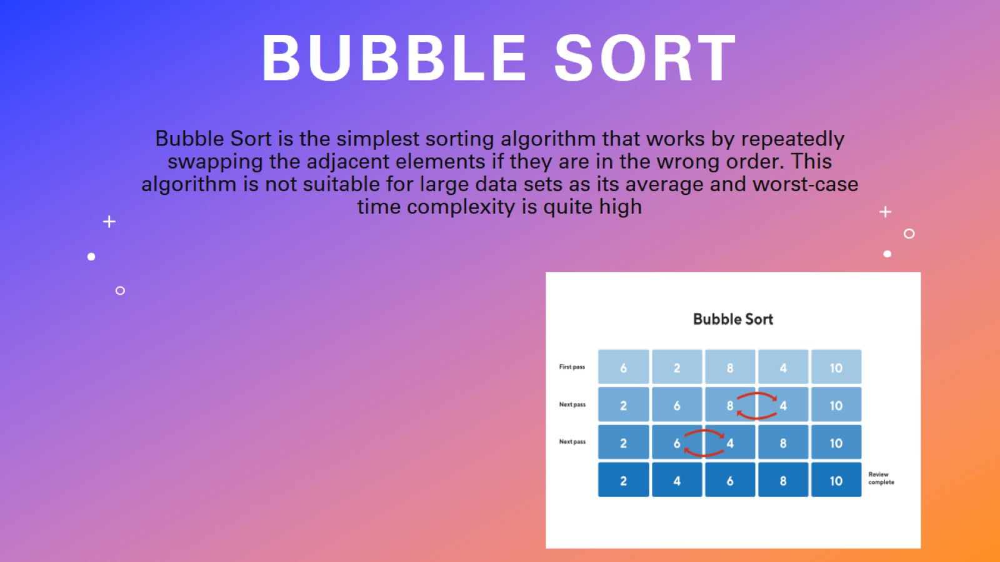 BUBBLE SORT
Bubble Sort is the simplest sorting algorithm that works by repeatedly
swapping the adjacent elements if they are in the wrong order. This
algorithm is not suitable for large data sets as its average and worst-case
time complexity is quite high
Bubble Sort
First pass 6 2 8 4 10
Next pass 2 6 8 4 10
Next pass 2 6 4 8 10
2 4 6 8 10 Review
complete